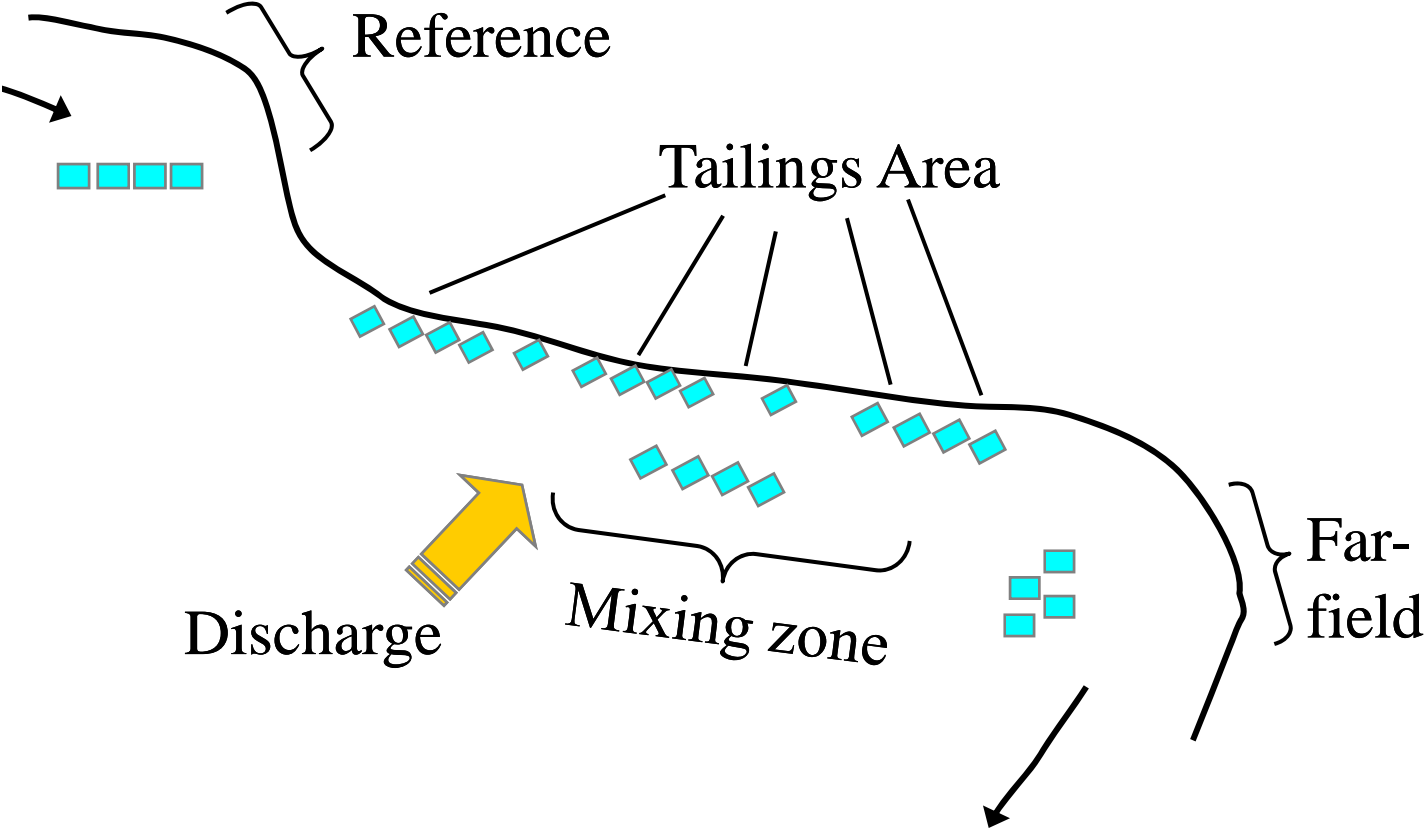 Reference
Tailings Area
Discharge
Mixing zone
Far-
field